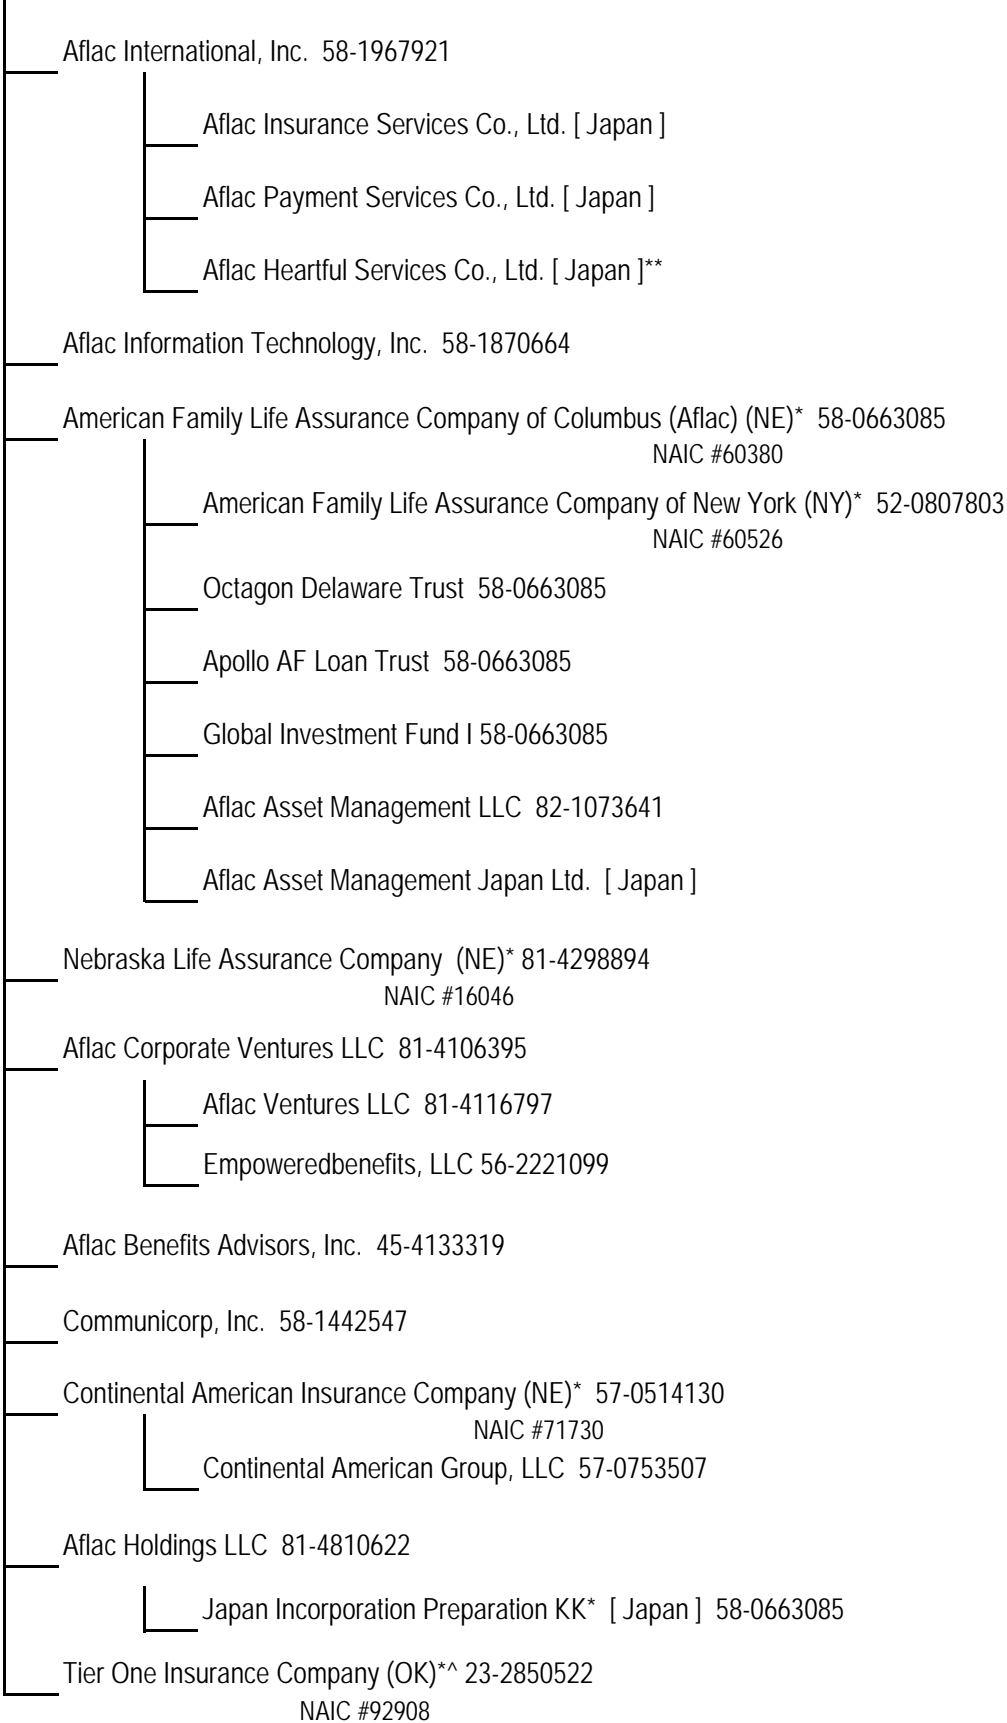 Aflac International, Inc. 58-1967921
Aflac Insurance Services Co., Ltd. [ Japan ]
Aflac Payment Services Co., Ltd. [ Japan ]
Aflac Heartful Services Co., Ltd. [ Japan ]**
Aflac Information Technology, Inc. 58-1870664
American Family Life Assurance Company of Columbus (Aflac) (NE)* 58-0663085
NAIC #60380
American Family Life Assurance Company of New York (NY)* 52-0807803
NAIC #60526
Octagon Delaware Trust 58-0663085
Apollo AF Loan Trust 58-0663085
Global Investment Fund I 58-0663085
Aflac Asset Management LLC 82-1073641
Aflac Asset Management Japan Ltd. [ Japan ]
Nebraska Life Assurance Company (NE)* 81-4298894
NAIC #16046
Aflac Corporate Ventures LLC 81-4106395
Aflac Ventures LLC 81-4116797
Empoweredbenefits, LLC 56-2221099
Aflac Benefits Advisors, Inc. 45-4133319
Communicorp, Inc. 58-1442547
Continental American Insurance Company (NE)* 57-0514130
NAIC #71730
Continental American Group, LLC 57-0753507
Aflac Holdings LLC 81-4810622
Japan Incorporation Preparation KK* [ Japan ] 58-0663085
Tier One Insurance Company (OK)*^ 23-2850522
NAIC #92908